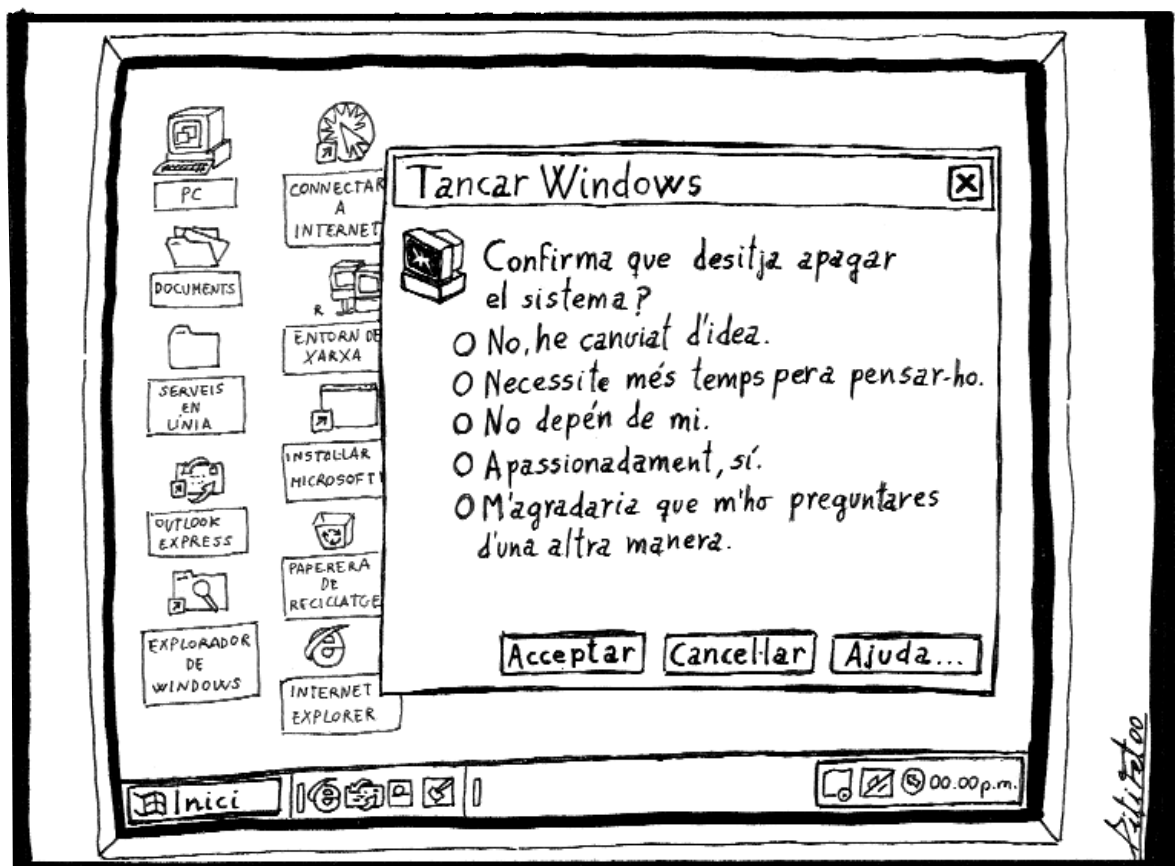 PC
DOCUMENTS
SERVEIS
EN
LÍNIA
OUTLOOK
EXPRESS
EXPLORADOR
DE
WINDOWS
CONNECTAR
A
INTERNET
R
ENTORN DE
XARXA
INSTAL·LAR
MICROSOFT
PAPERERA
DE
RECICLATGE
INTERNET
EXPLORER
Tancar Windows
Confirma que desitja apagar
el sistema?
No, he canviat d'idea.
Necessite més temps pera pensar-ho.
No depén de mi.
Apassionadament, sí.
M'agradaria que m'ho preguntares
d'una altra manera.
Acceptar
Cancel·lar
Ajuda...
Inici
00.00p.m.